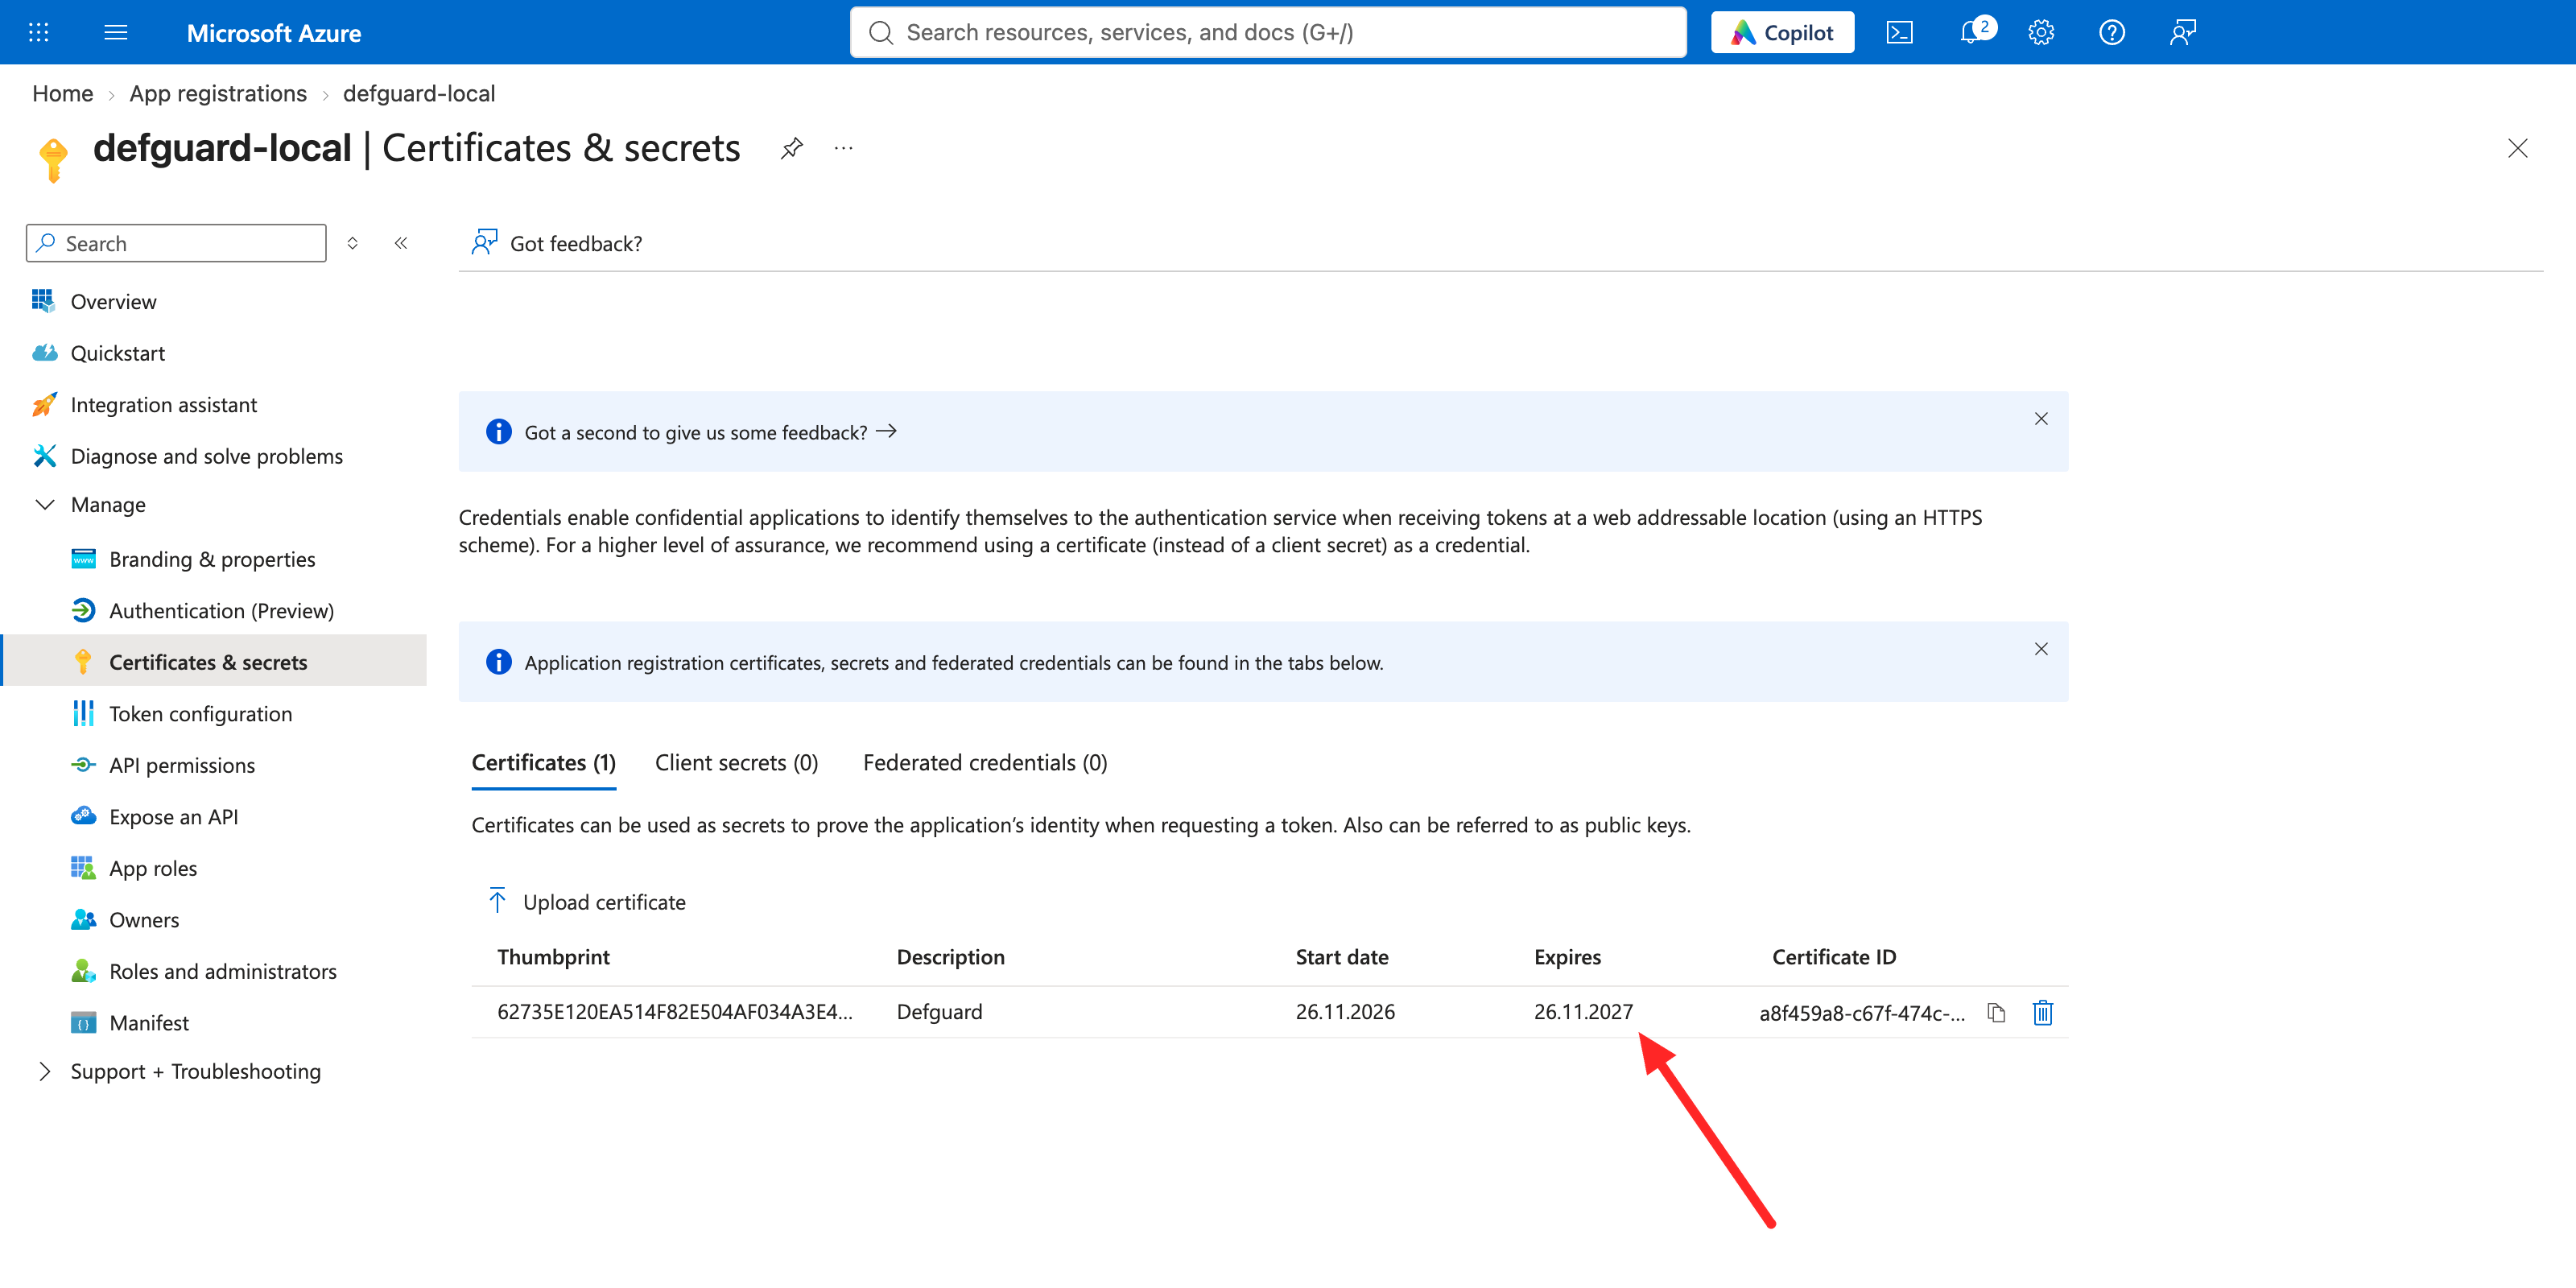 Microsoft Azure
Search resources, services, and docs (G+/)
Copilot
2
Home > App registrations > defguard-local
defguard-local | Certificates & secrets
Search
Got feedback?
Overview
Quickstart
Integration assistant
Diagnose and solve problems
Manage
Branding & properties
Authentication (Preview)
Certificates & secrets
Token configuration
API permissions
Expose an API
App roles
Owners
Roles and administrators
Manifest
Support + Troubleshooting
Got a second to give us some feedback? →
Credentials enable confidential applications to identify themselves to the authentication service when receiving tokens at a web addressable location (using an HTTPS
scheme). For a higher level of assurance, we recommend using a certificate (instead of a client secret) as a credential.
Application registration certificates, secrets and federated credentials can be found in the tabs below.
Certificates (1) Client secrets (0) Federated credentials (0)
Certificates can be used as secrets to prove the application’s identity when requesting a token. Also can be referred to as public keys.
Upload certificate
Thumbprint Description Start date Expires Certificate ID
62735E120EA514F82E504AF034A3E4... Defguard 26.11.2026 26.11.2027 a8f459a8-c67f-474c-...